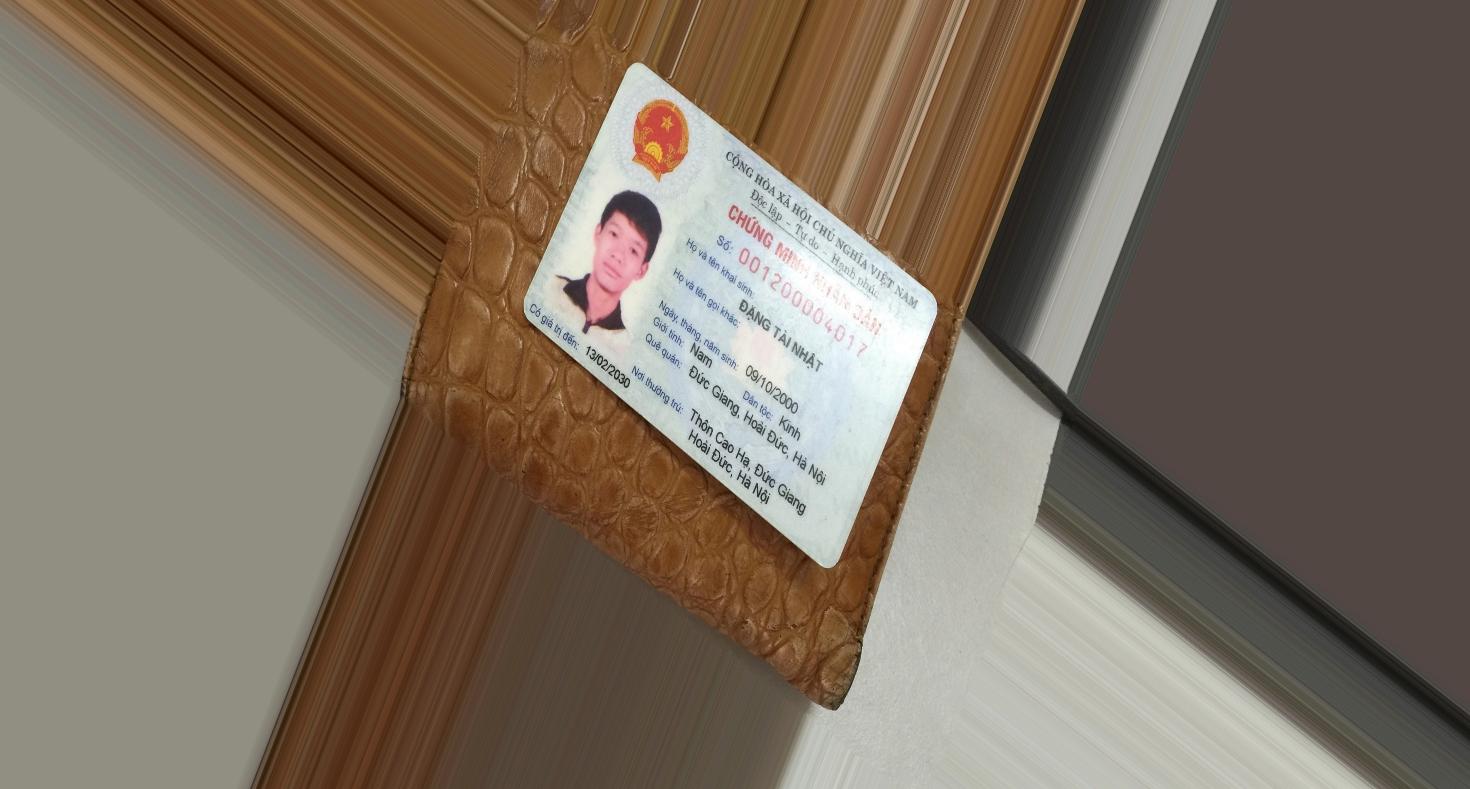 CỘNG HÒA XÃ HỘI CHỦ NGHĨA VIỆT NAM
Độc lập – Tự do – Hạnh phúc
CHỨNG MINH NHÂN DÂN
Số: 001200004017
Họ và tên khai sinh: ĐẶNG TÀI NHẬT
Họ và tên gọi khác:
Ngày, tháng, năm sinh: 09/10/2000
Giới tính: Nam Dân tộc: Kinh
Quê quán: Đức Giang, Hoài Đức, Hà Nội
Nơi thường trú: Thôn Cao Hạ, Đức Giang
Hoài Đức, Hà Nội
Có giá trị đến: 13/02/2030